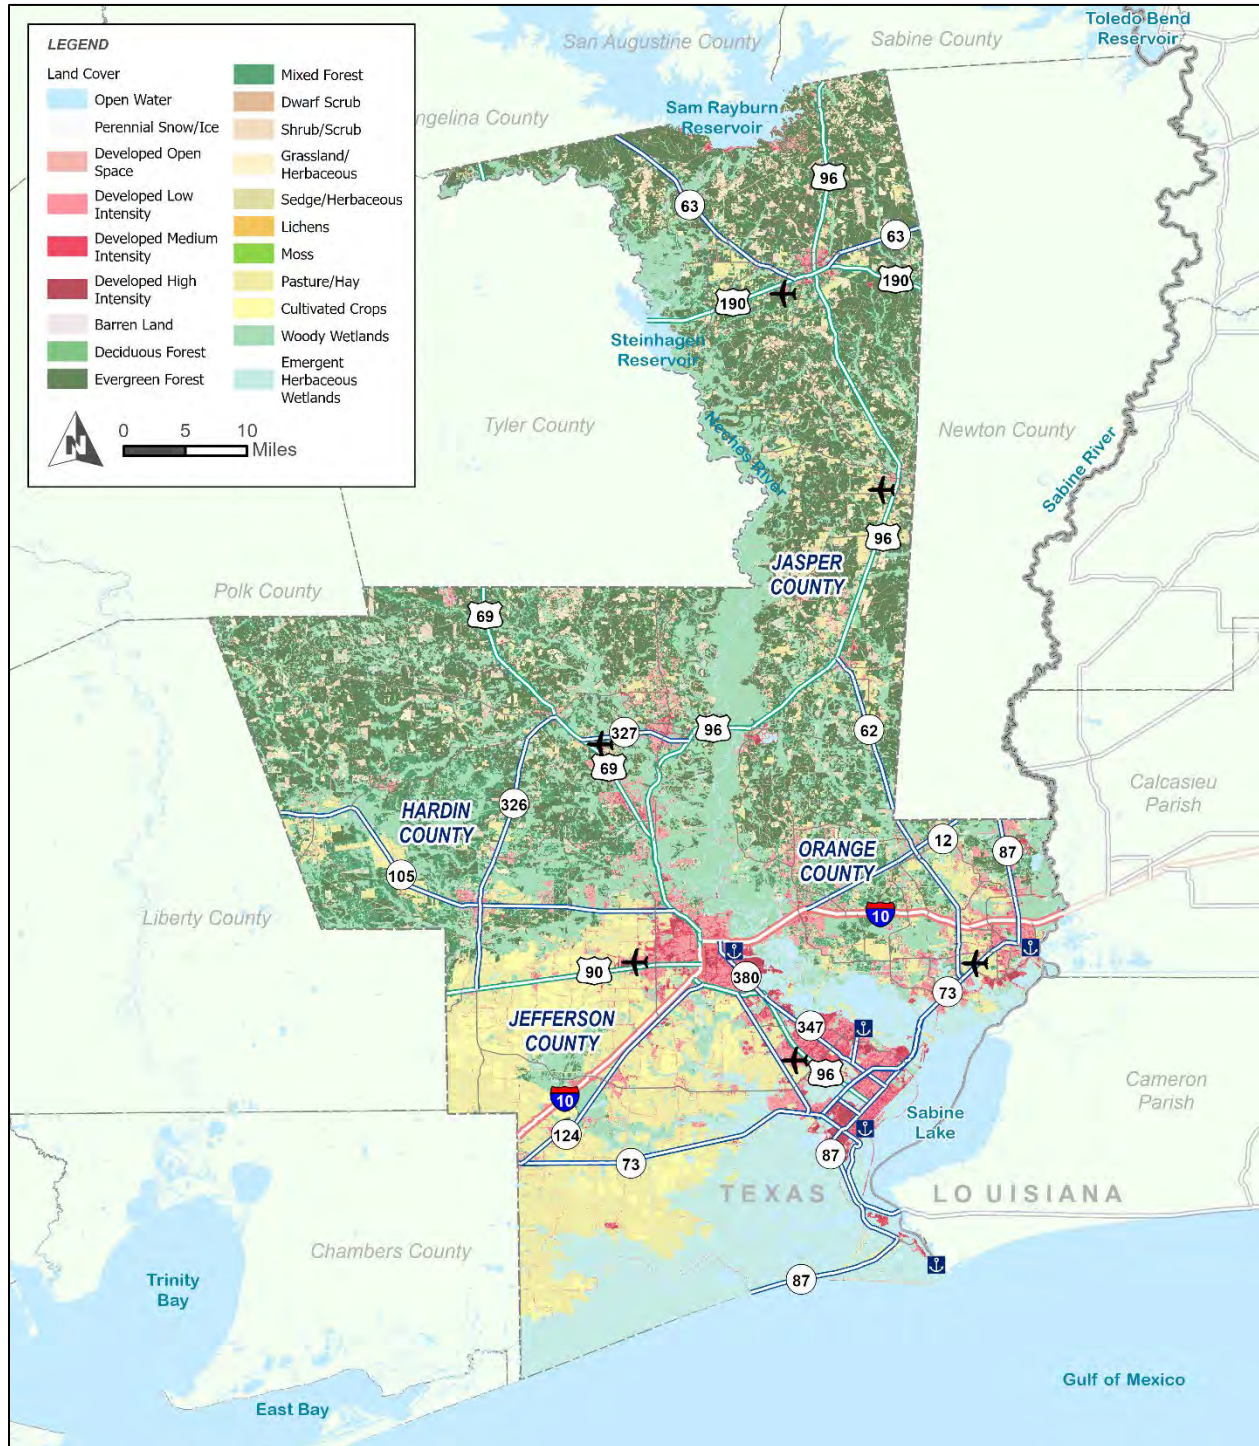 LEGEND
Land Cover
Open Water
Perennial Snow/Ice
Developed Open
Space
Developed Low
Intensity
Developed Medium
Intensity
Developed High
Intensity
Barren Land
Deciduous Forest
Evergreen Forest
Mixed Forest
Dwarf Scrub
Shrub/Scrub
Grassland/
Herbaceous
Sedge/Herbaceous
Lichens
Moss
Pasture/Hay
Cultivated Crops
Woody Wetlands
Emergent
Herbaceous
Wetlands
N
0 5 10
Miles
San Augustine County
Sabine County
Toledo Bend
Reservoir
ngelina County
Sam Rayburn
Reservoir
96
63
63
190
190
Steinhagen
Reservoir
Tyler County
Neches River
Newton County
Sabine River
96
JASPER
COUNTY
Polk County
69
96
327
62
69
Calcasieu
Parish
HARDIN
COUNTY
326
ORANGE
COUNTY
12
87
105
Liberty County
10
90
380
73
JEFFERSON
COUNTY
347
96
10
Cameron
Parish
124
Sabine
Lake
73
87
TEXAS
LOUISIANA
Chambers County
Trinity
Bay
87
East Bay
Gulf of Mexico